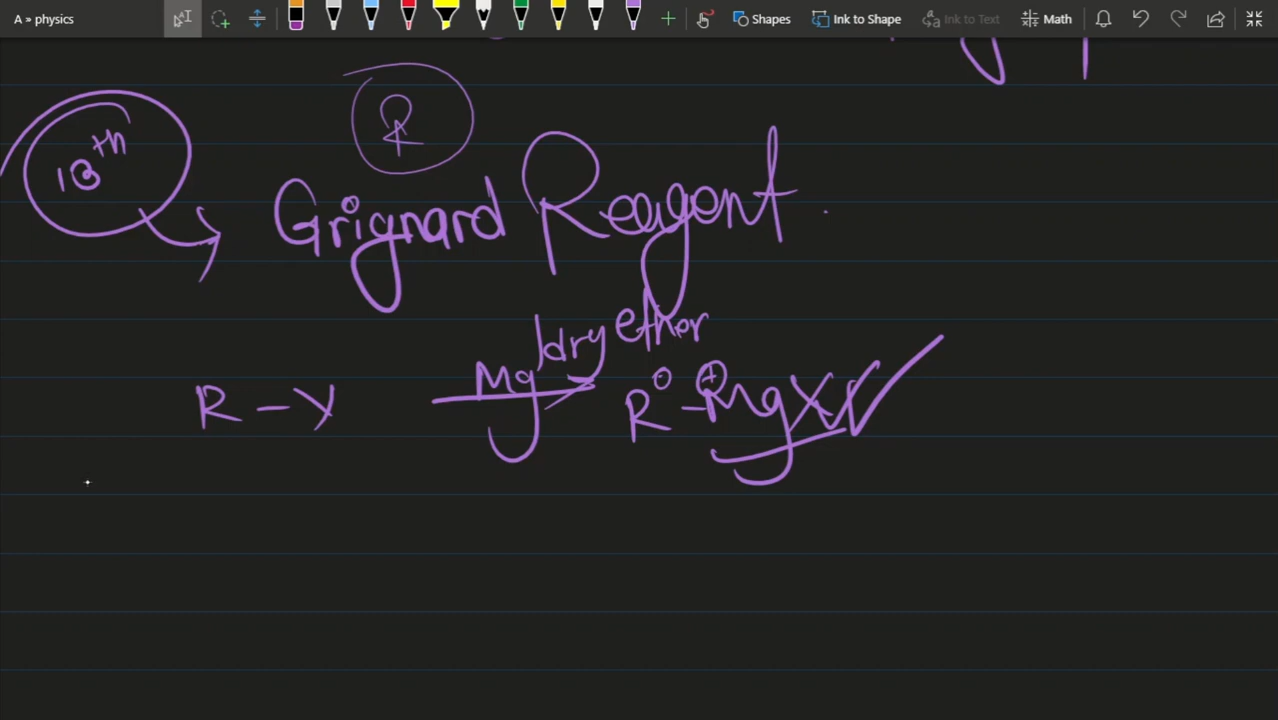 A » physics
Shapes
Ink to Shape
Ink to Text
Math
R
13th
Grignard Reagent.
Mg/dry ether
R - X
R⊖ - ⊕MgX